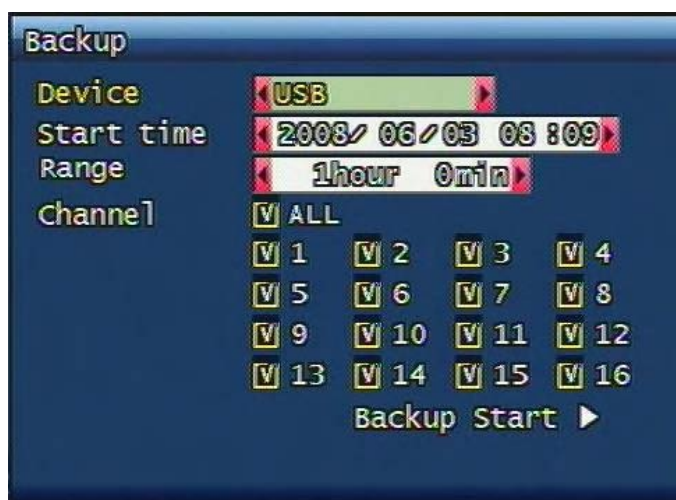 Backup
Device USB
Start time 2008/ 06/03 08:09
Range 1hour 0min
Channel V ALL
V 1 V 2 V 3 V 4
V 5 V 6 V 7 V 8
V 9 V 10 V 11 V 12
V 13 V 14 V 15 V 16
Backup Start